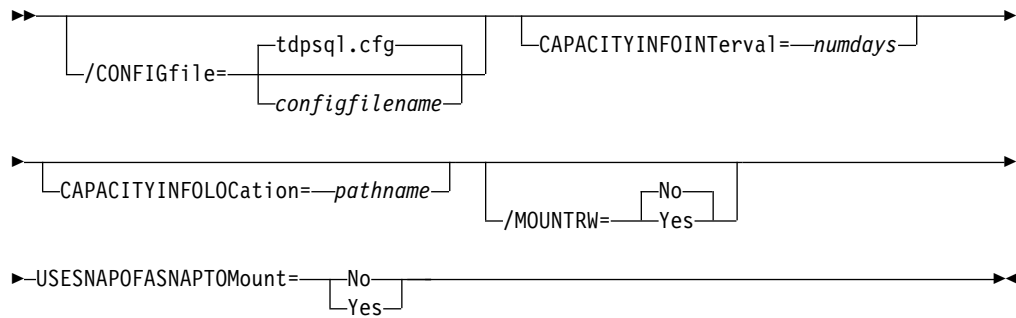 tdpsql.cfg
/CONFIGfile=
configfilename
CAPACITYINFOINTerval=
numdays
CAPACITYINFOLOCation=
pathname
/MOUNTRW=
No
Yes
USESNAPOFASNAPTOMount=
No
Yes